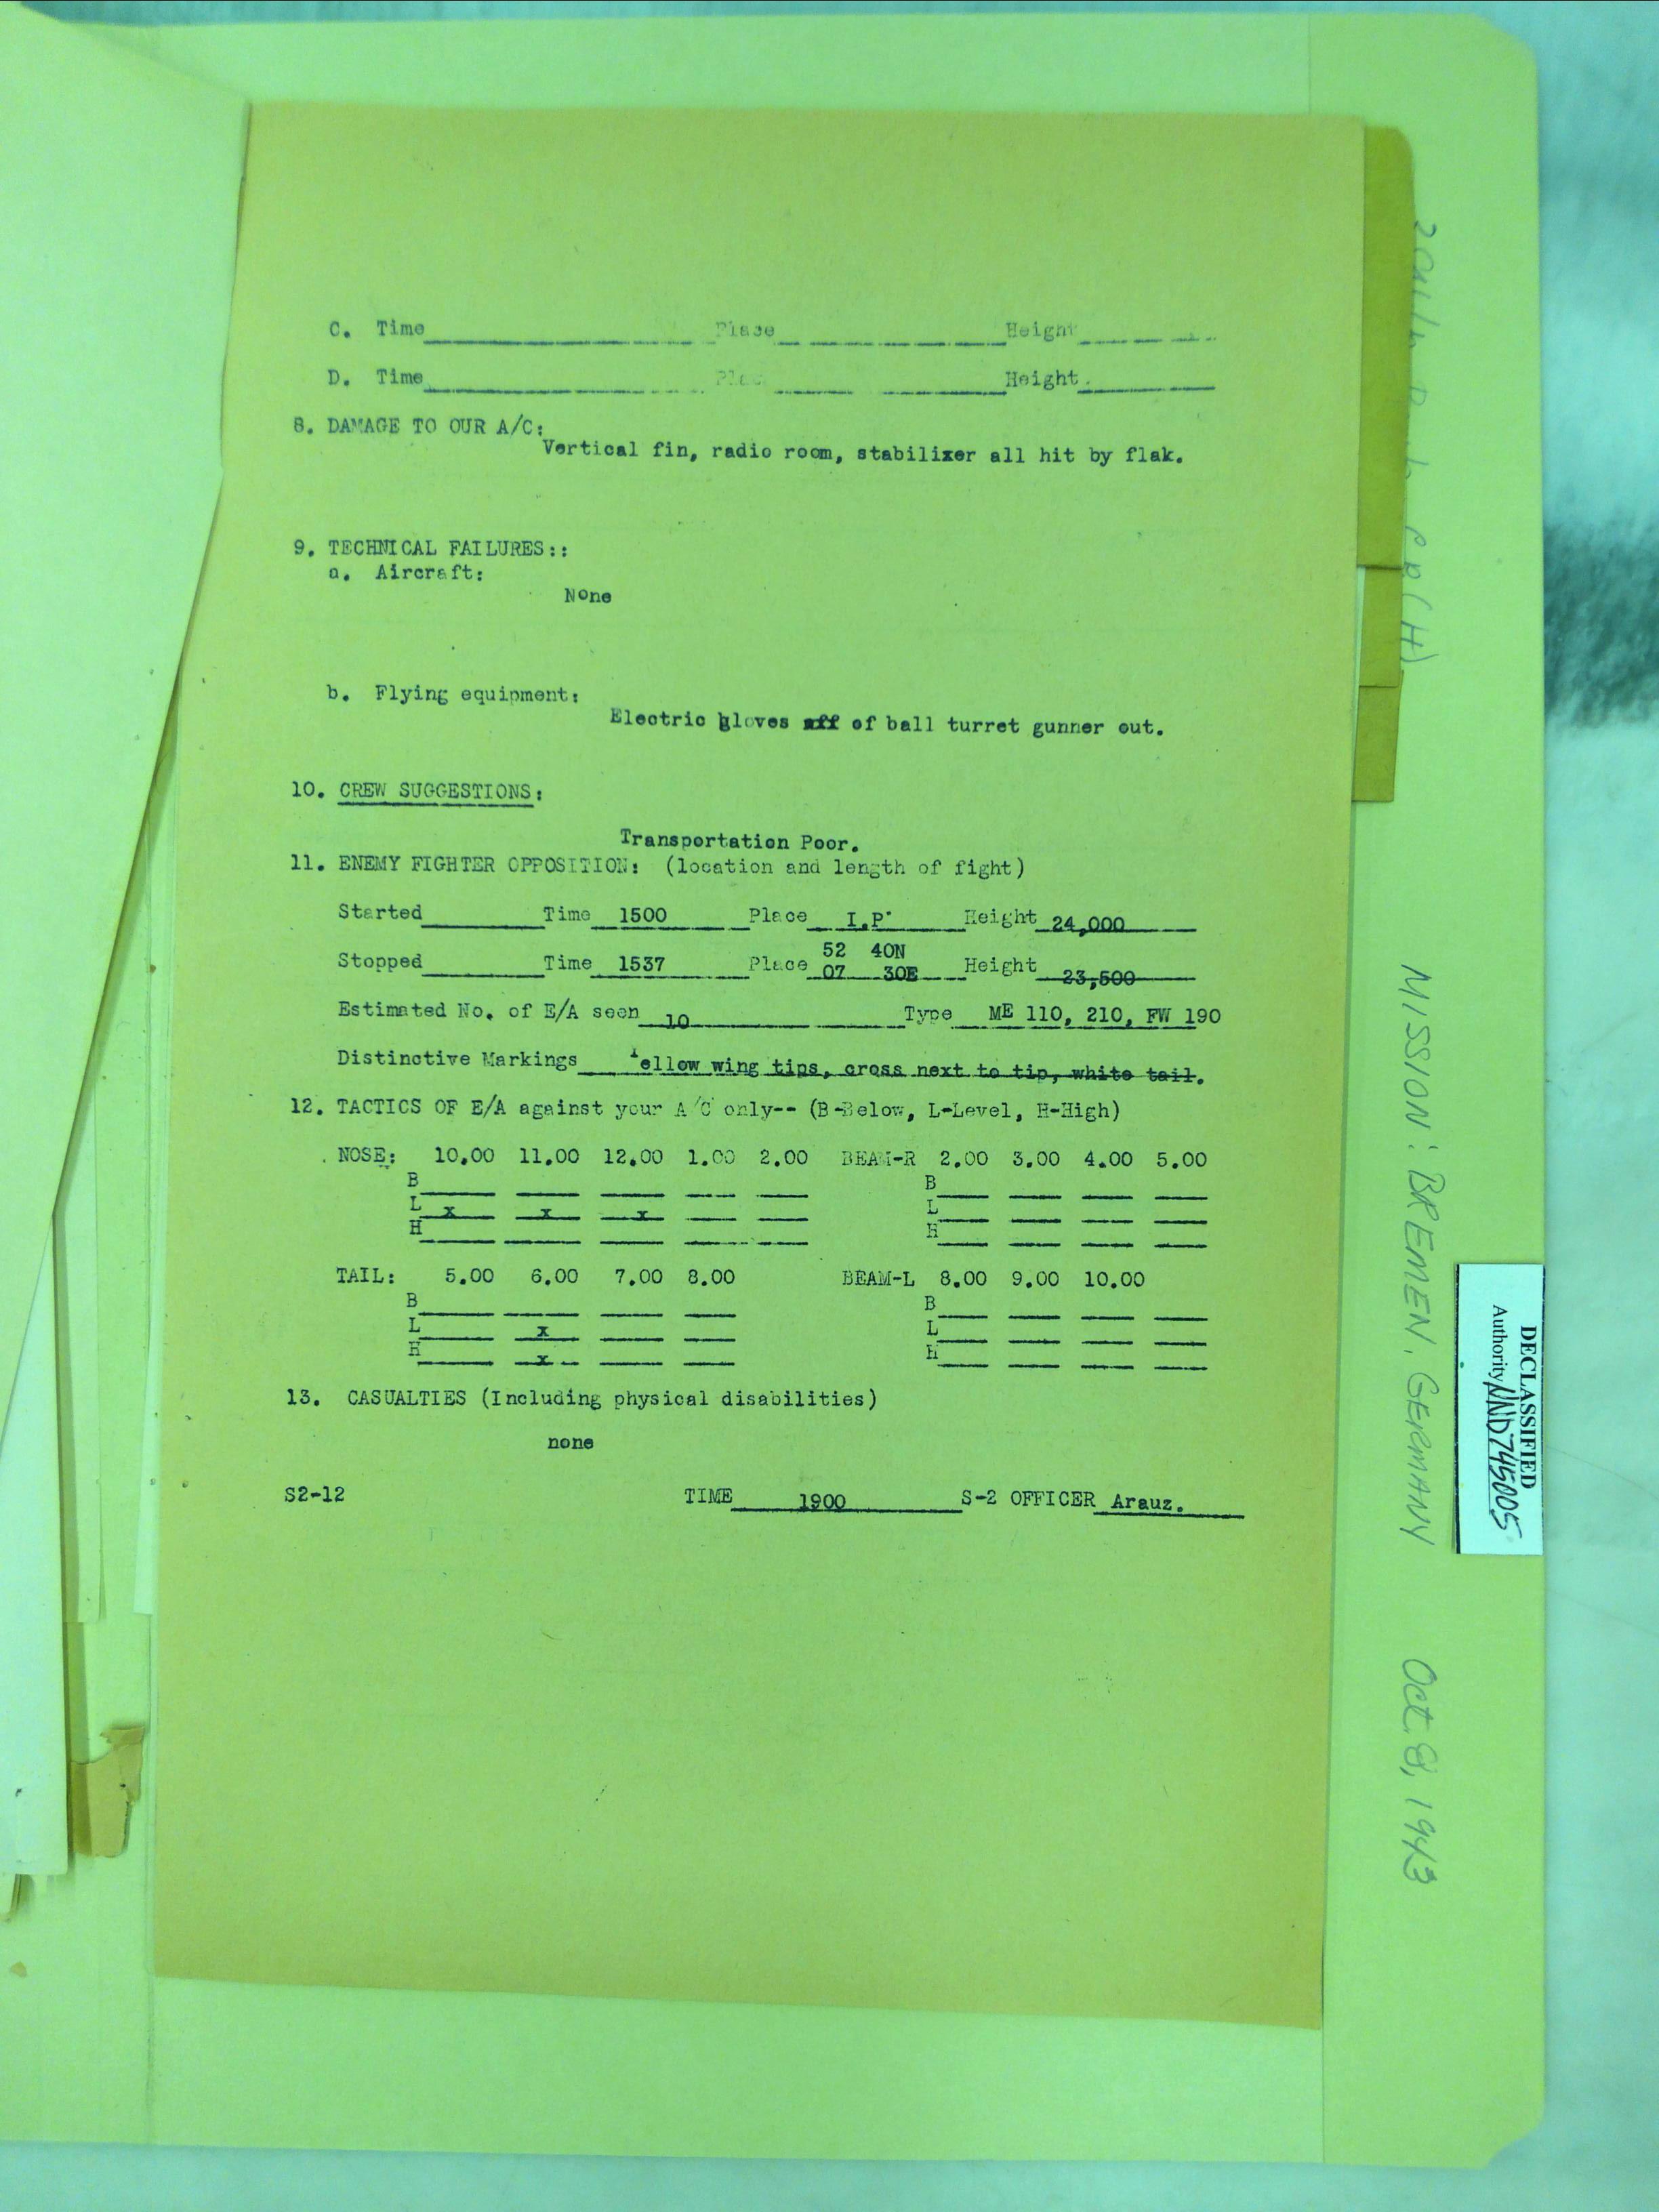 C. Time Place Height
D. Time Plac Height
8. DAMAGE TO OUR A/C:
Vertical fin, radio room, stabilizer all hit by flak.
9. TECHNICAL FAILURES::
a. Aircraft:
None
b. Flying equipment:
Electric gloves off of ball turret gunner out.
10. CREW SUGGESTIONS:
Transportation Poor.
11. ENEMY FIGHTER OPPOSITION: (location and length of fight)
Started Time 1500 Place I.P. Height 24,000
52 40N
Stopped Time 1537 Place 07 30E Height 23,500
Estimated No. of E/A seen 10 Type ME 110, 210, FW 190
Distinctive Markings Yellow wing tips, cross next to tip, white tail.
12. TACTICS OF E/A against your A/C only-- (B-Below, L-Level, H-High)
NOSE: 10.00 11.00 12.00 1.00 2.00 BEAM-R 2.00 3.00 4.00 5.00
B B
L x x x L
H H
TAIL: 5.00 6.00 7.00 8.00 BEAM-L 8.00 9.00 10.00
B B
L x L
H x H
13. CASUALTIES (Including physical disabilities)
none
S2-12 TIME 1900 S-2 OFFICER Arauz.
MISSION: BREMEN, GERMANY Oct 8, 1943
DECLASSIFIED
Authority NND745005